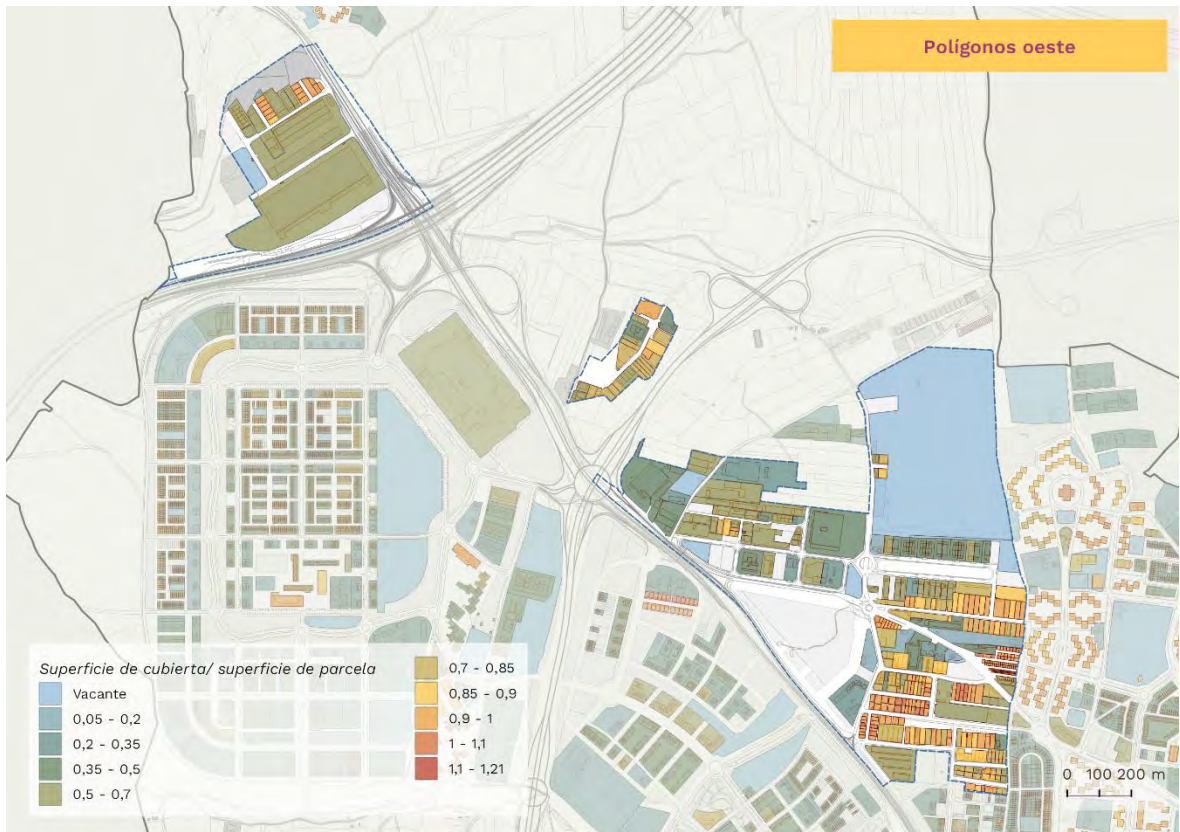 Polígonos oeste
Superficie de cubierta/ superficie de parcela
Vacante
0,05 - 0,2
0,2 - 0,35
0,35 - 0,5
0,5 - 0,7
0,7 - 0,85
0,85 - 0,9
0,9 - 1
1 - 1,1
1,1 - 1,21
0 100 200 m